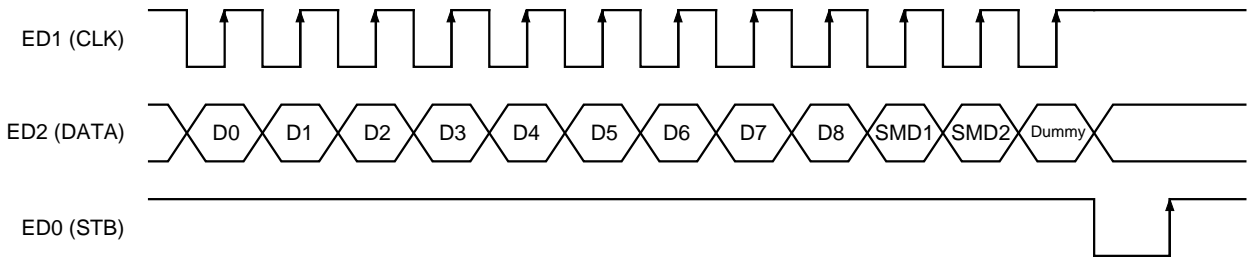 ED1 (CLK)
ED2 (DATA) D0 D1 D2 D3 D4 D5 D6 D7 D8 SMD1 SMD2 Dummy
ED0 (STB)